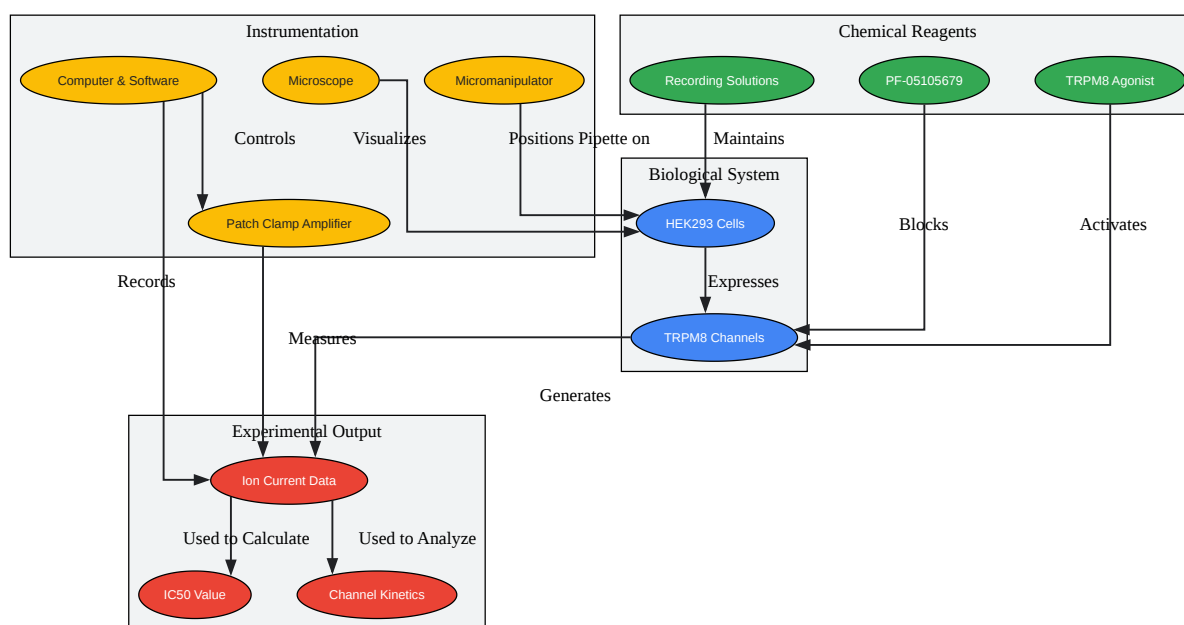 Instrumentation
Chemical Reagents
Computer & Software
Microscope
Micromanipulator
Recording Solutions
PF-05105679
TRPM8 Agonist
Controls
Visualizes
Positions Pipette on
Maintains
Biological System
Patch Clamp Amplifier
HEK293 Cells
Blocks
Activates
Records
Expresses
Measures
TRPM8 Channels
Generates
Experimental Output
Ion Current Data
Used to Calculate
Used to Analyze
IC50 Value
Channel Kinetics